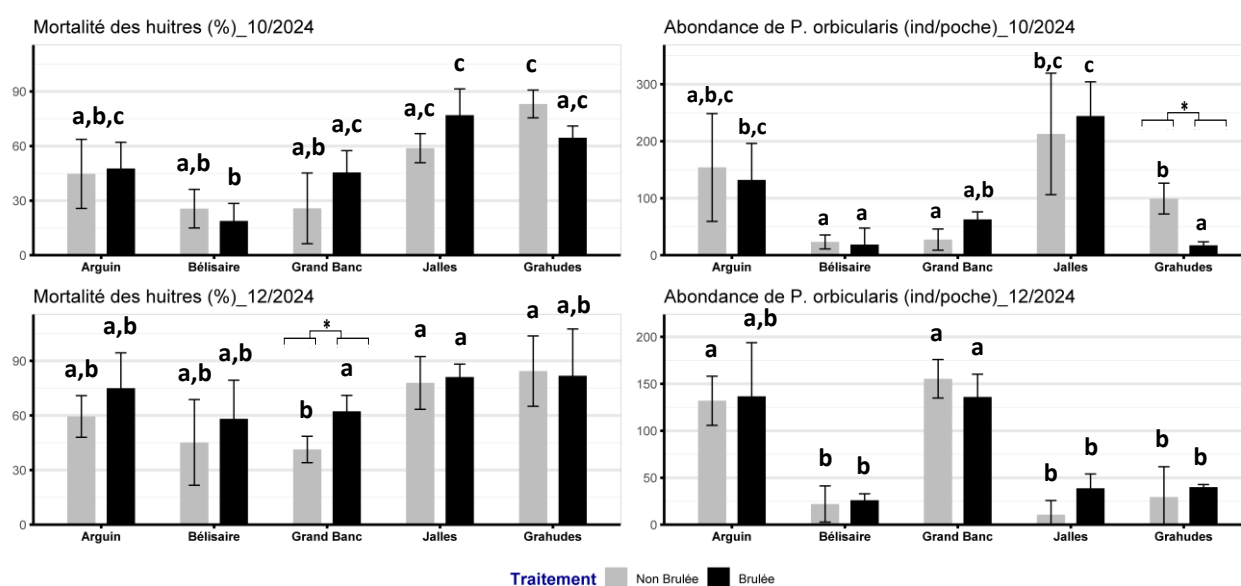 Mortalité des huitres (%)_10/2024
90
60
30
0
a,b,c
a,b
b
a,b
a,c
a,c
c
c
a,c
Arguin Bélisaire Grand Banc Jalles Grahudes
Abondance de P. orbicularis (ind/poche)_10/2024
300
200
100
0
a,b,c
b,c
a
a
a
a,b
b,c
c
*
b
a
Arguin Bélisaire Grand Banc Jalles Grahudes
Mortalité des huitres (%)_12/2024
90
60
30
0
a,b
a,b
a,b
a,b
*
b
a
a
a
a
a,b
Arguin Bélisaire Grand Banc Jalles Grahudes
Abondance de P. orbicularis (ind/poche)_12/2024
200
150
100
50
0
a
a,b
b
b
a
a
b
b
b
b
Arguin Bélisaire Grand Banc Jalles Grahudes
Traitement Non Brulée Brulée